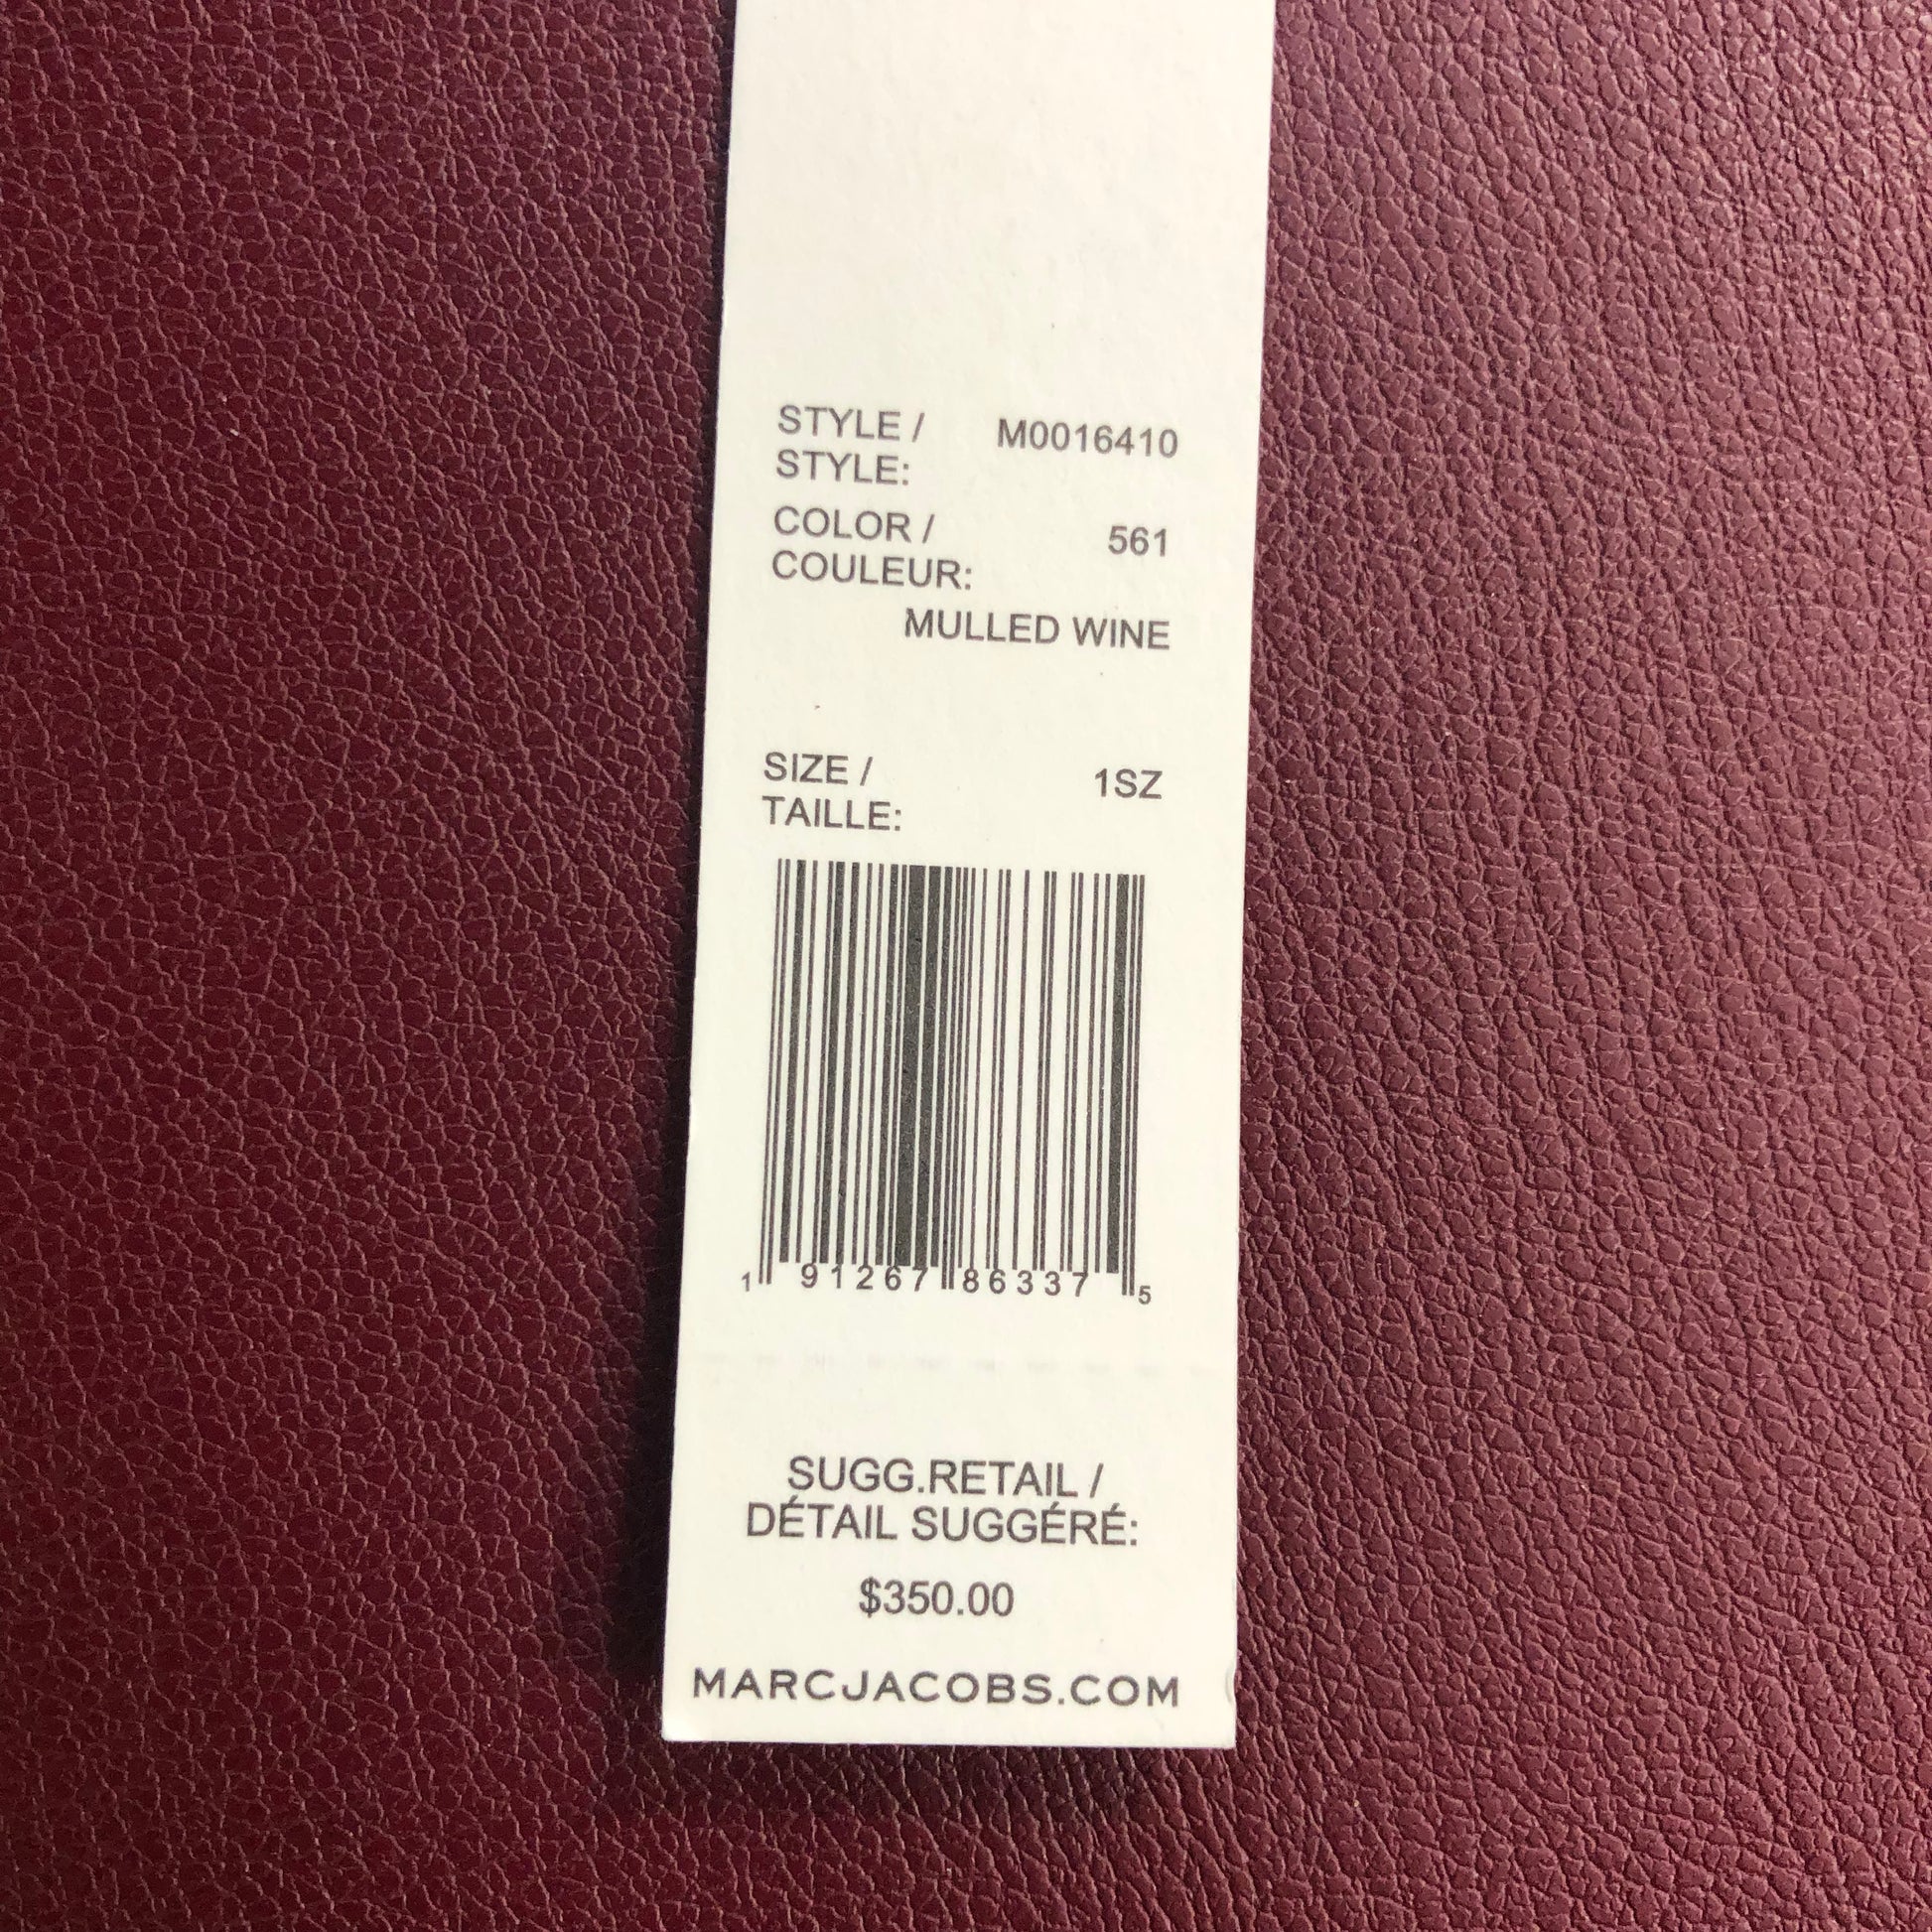 STYLE / M0016410
STYLE:
COLOR / 561
COULEUR:
MULLED WINE
SIZE / 1SZ
TAILLE:
1 91267 86337 5
SUGG.RETAIL /
DÉTAIL SUGGÉRÉ:
$350.00
MARCJACOBS.COM